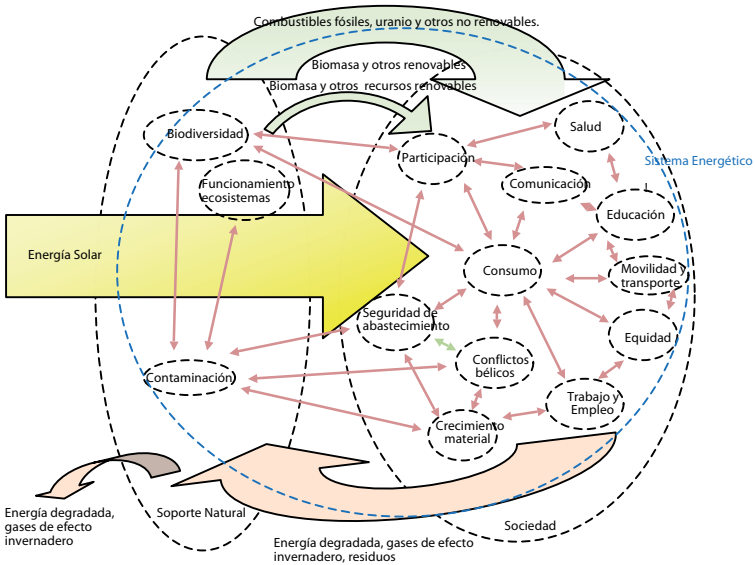 Combustibles fósiles, uranio y otros no renovables.
Biomasa y otros renovables
Biomasa y otros recursos renovables
Salud
Biodiversidad
Participación
Sistema Energético
Funcionamiento
ecosistemas
Comunicación
Educación
Energía Solar
Consumo
Movilidad y
transporte
Seguridad de
abastecimiento
Equidad
Conflictos
bélicos
Contaminación
Trabajo y
Empleo
Crecimiento
material
Energía degradada,
gases de efecto
invernadero
Soporte Natural
Sociedad
Energía degradada, gases de efecto
invernadero, residuos